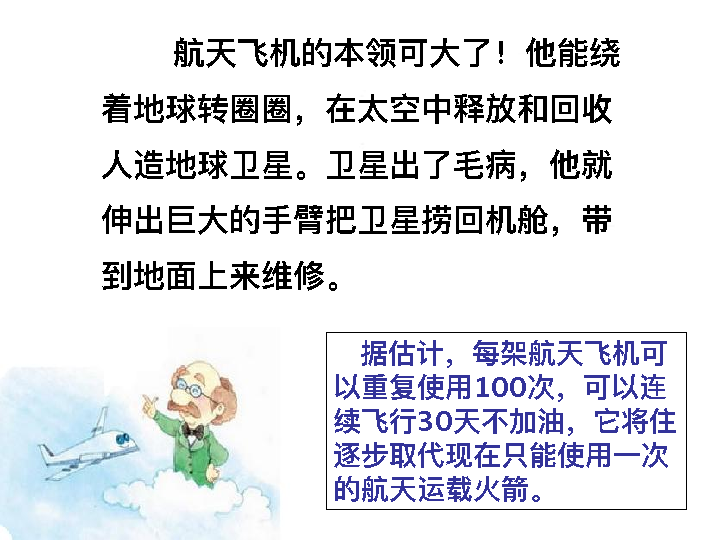 航天飞机的本领可大了！他能绕
着地球转圈圈，在太空中释放和回收
人造地球卫星。卫星出了毛病，他就
伸出巨大的手臂把卫星捞回机舱，带
到地面上来维修。
据估计，每架航天飞机可
以重复使用100次，可以连
续飞行30天不加油，它将住
逐步取代现在只能使用一次
的航天运载火箭。